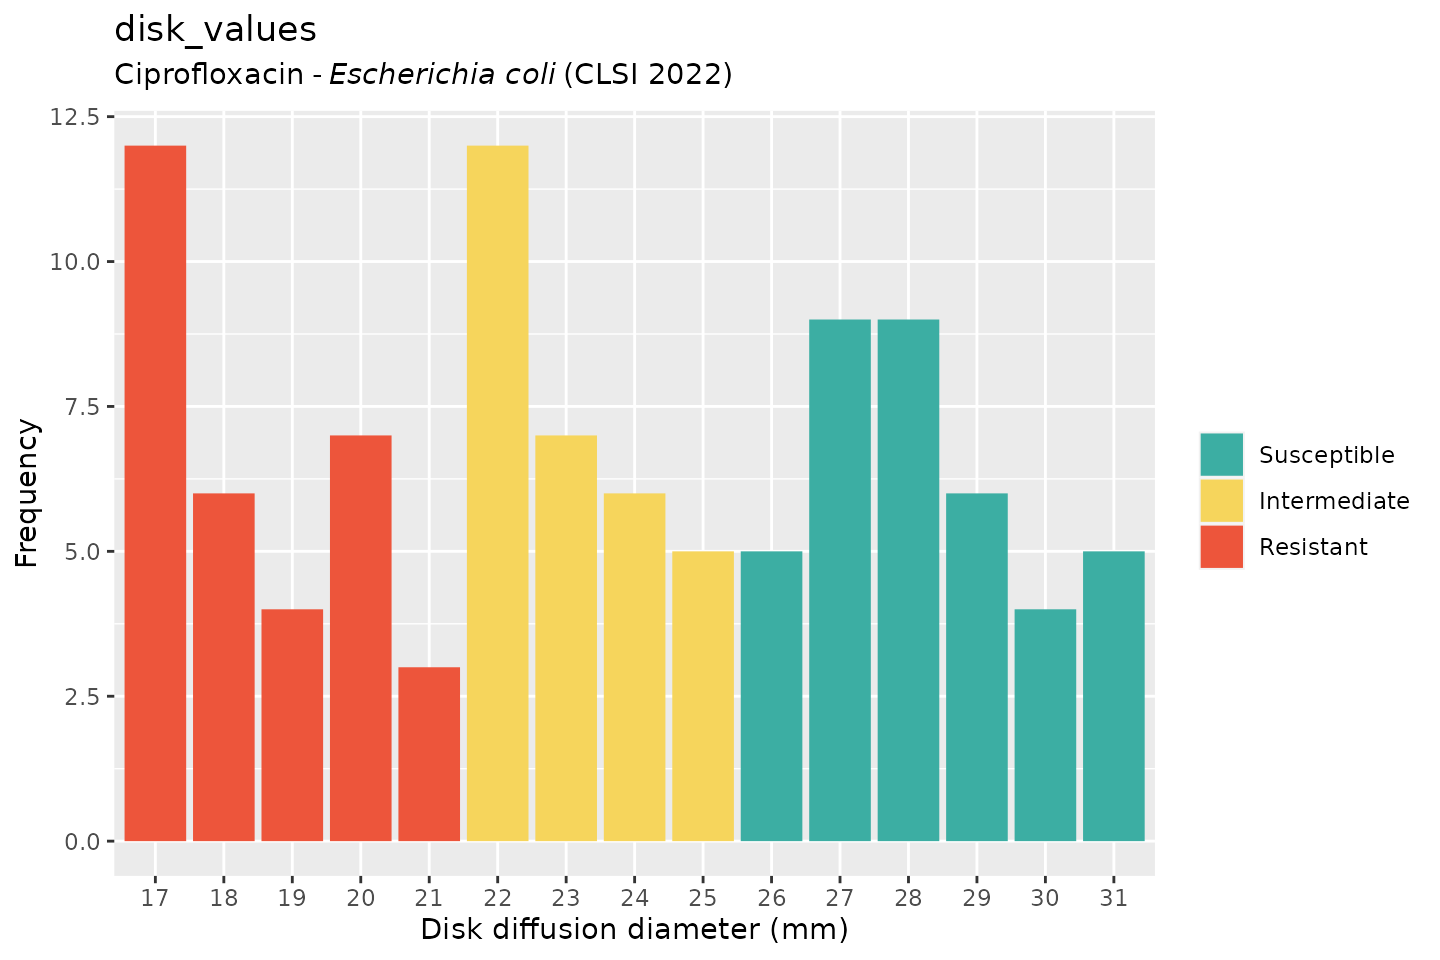 disk_values
Ciprofloxacin - Escherichia coli (CLSI 2022)
12.5
10.0
7.5
5.0
2.5
0.0
Frequency
17 18 19 20 21 22 23 24 25 26 27 28 29 30 31
Disk diffusion diameter (mm)
Susceptible
Intermediate
Resistant